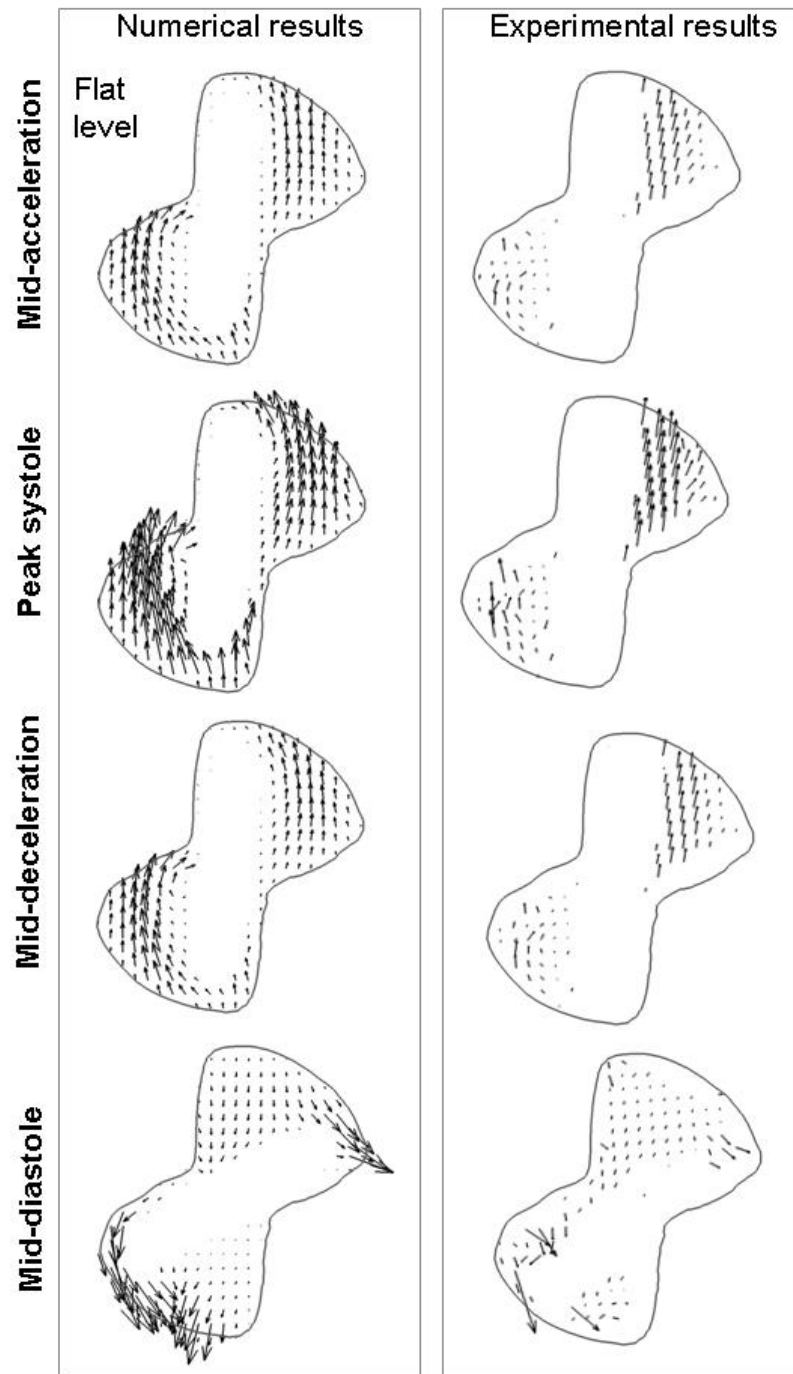 Numerical results
Experimental results
Flat
level
Mid-acceleration
Peak systole
Mid-deceleration
Mid-diastole